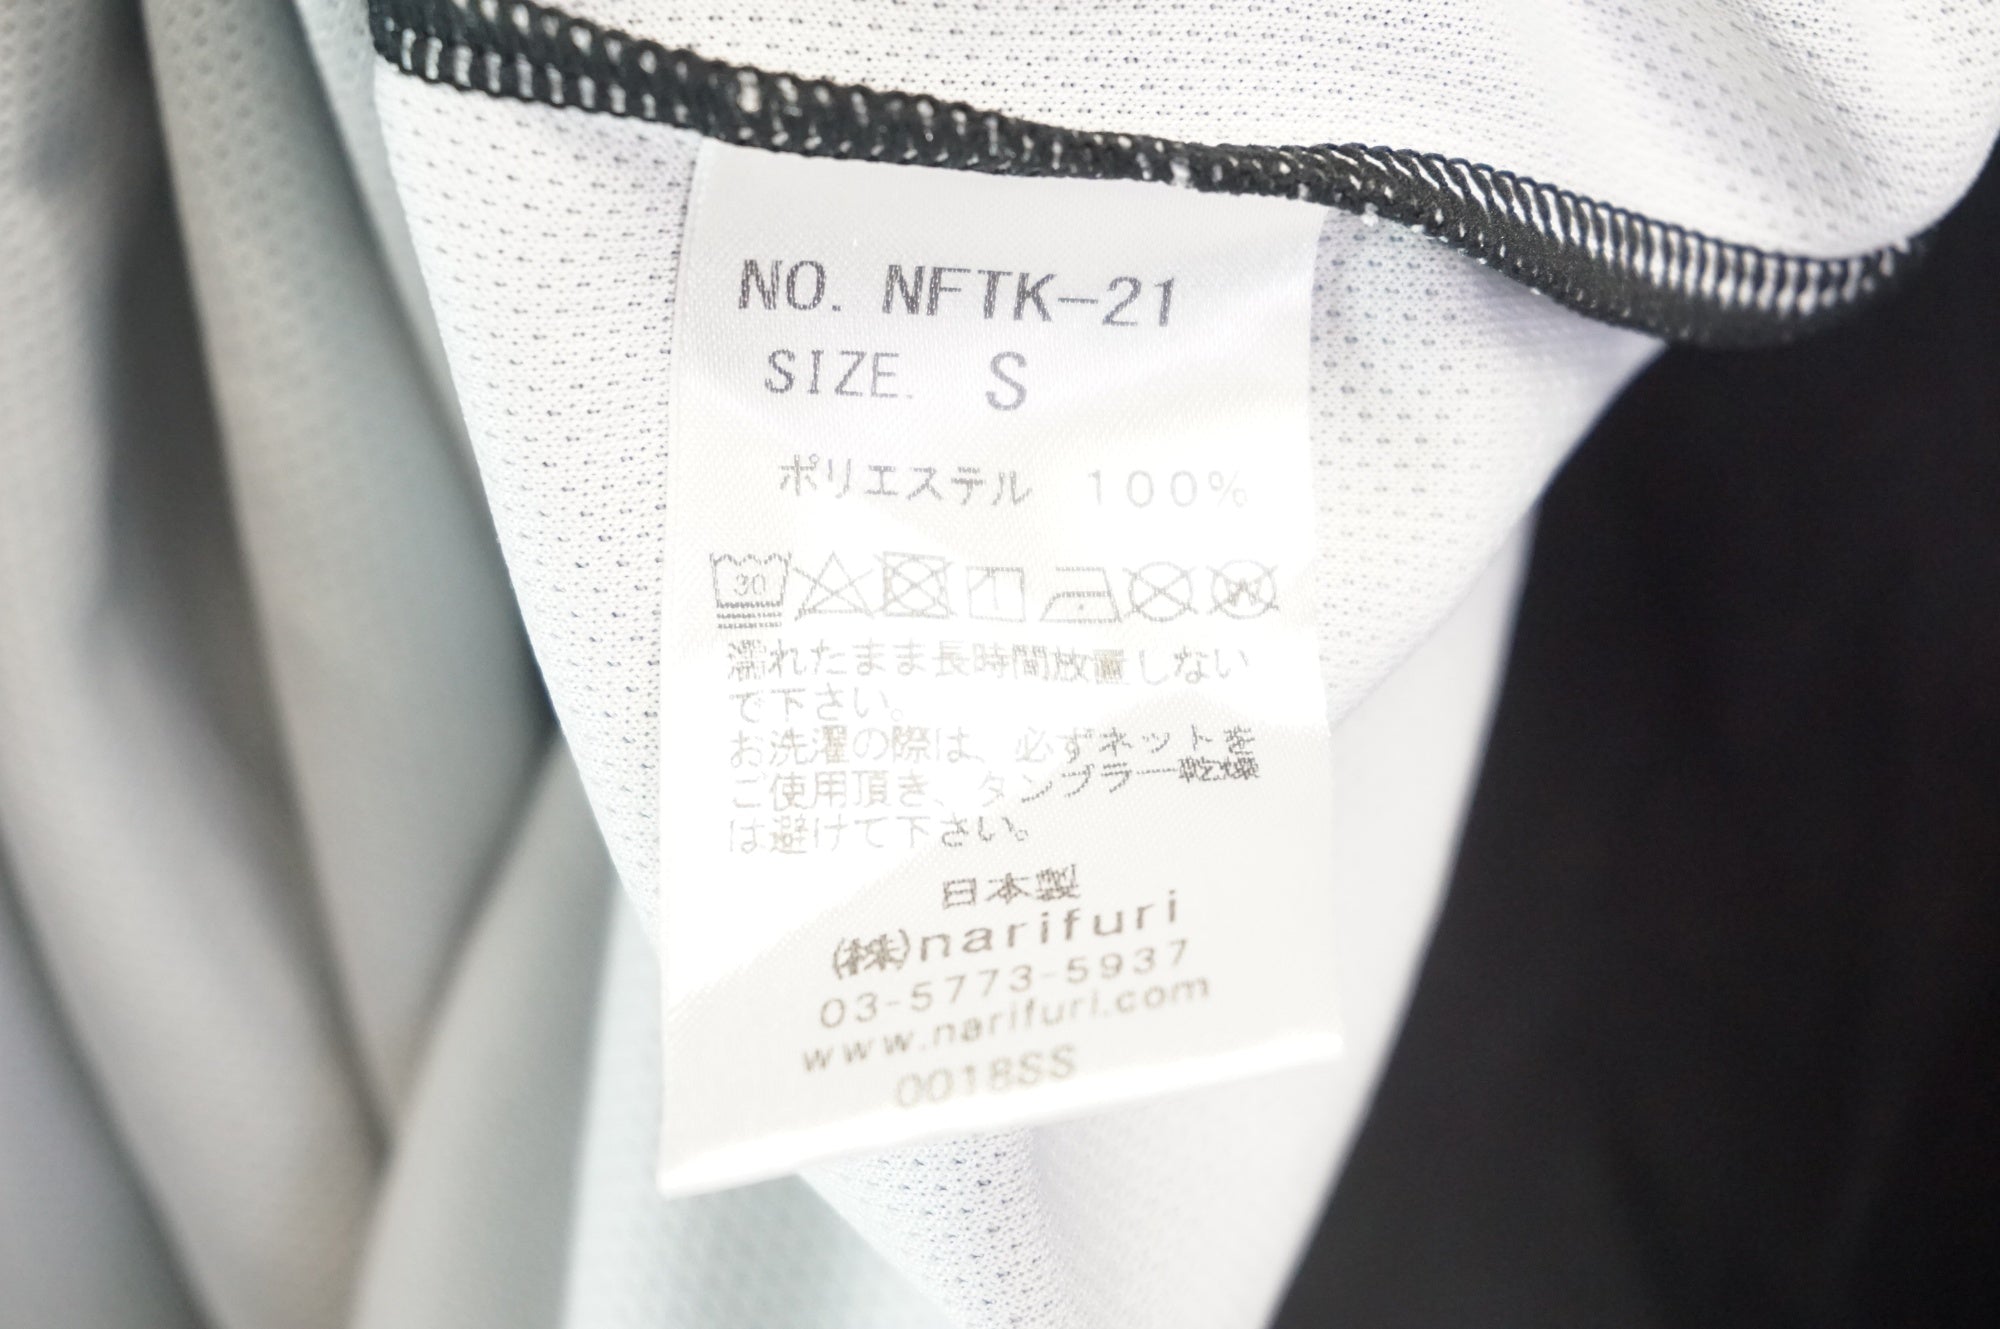 NO. NFTK-21
SIZE. S
ポリエステル 100%
30
W
濡れたまま長時間放置しない
で下さい。
お洗濯の際は、必ずネットを
ご使用頂き、タンブラー乾燥
は避けて下さい。
日本製
(株)narifuri
03-5773-5937
www.narifuri.com
0018SS